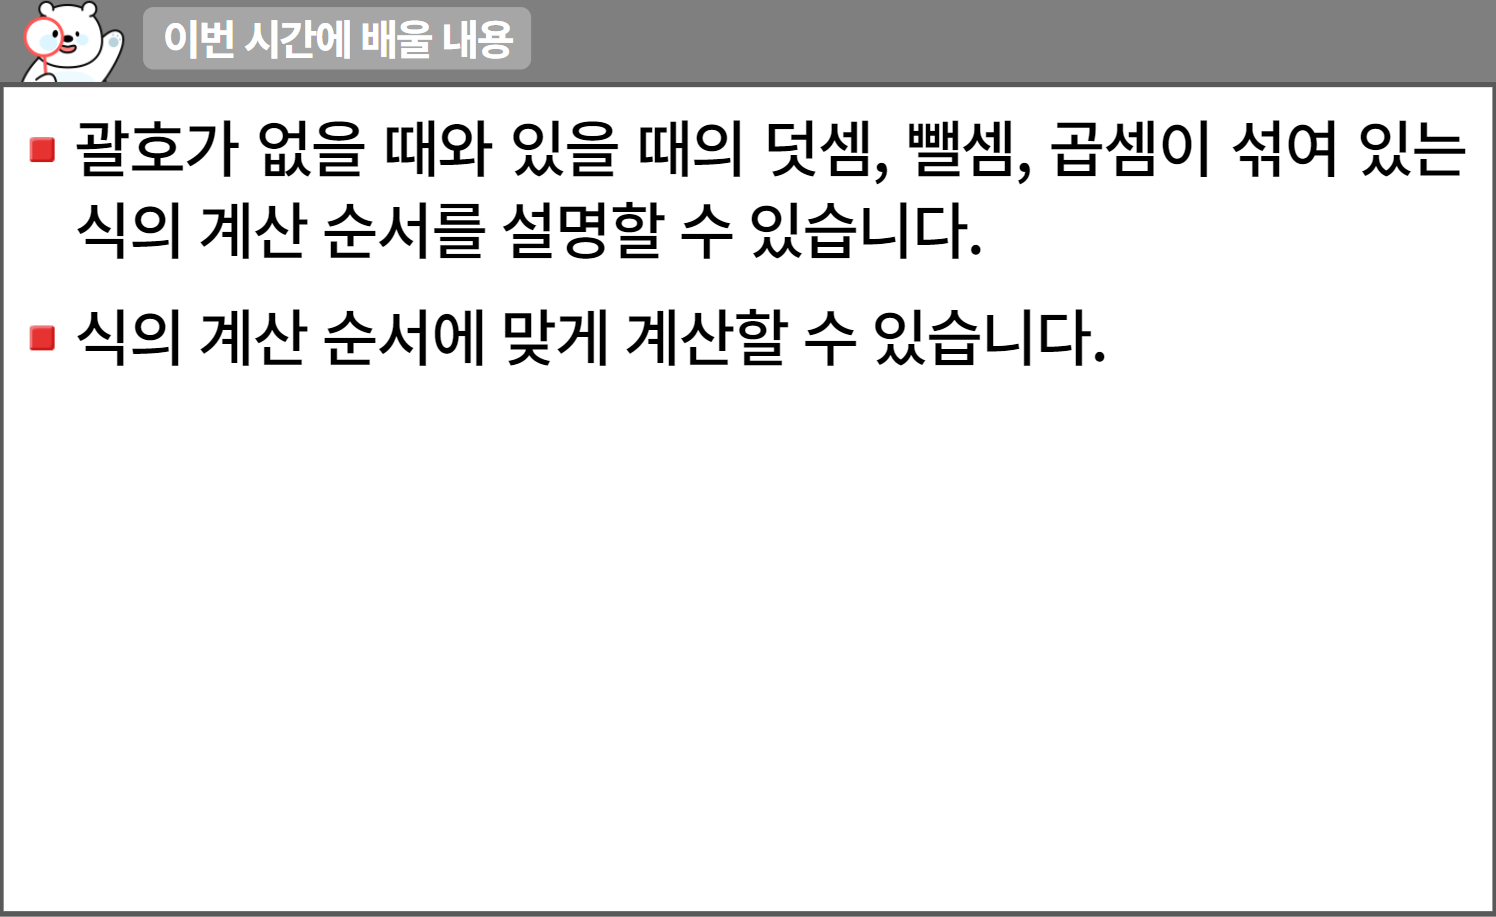 이번 시간에 배울 내용
괄호가 없을 때와 있을 때의 덧셈, 뺄셈, 곱셈이 섞여 있는
식의 계산 순서를 설명할 수 있습니다.
식의 계산 순서에 맞게 계산할 수 있습니다.